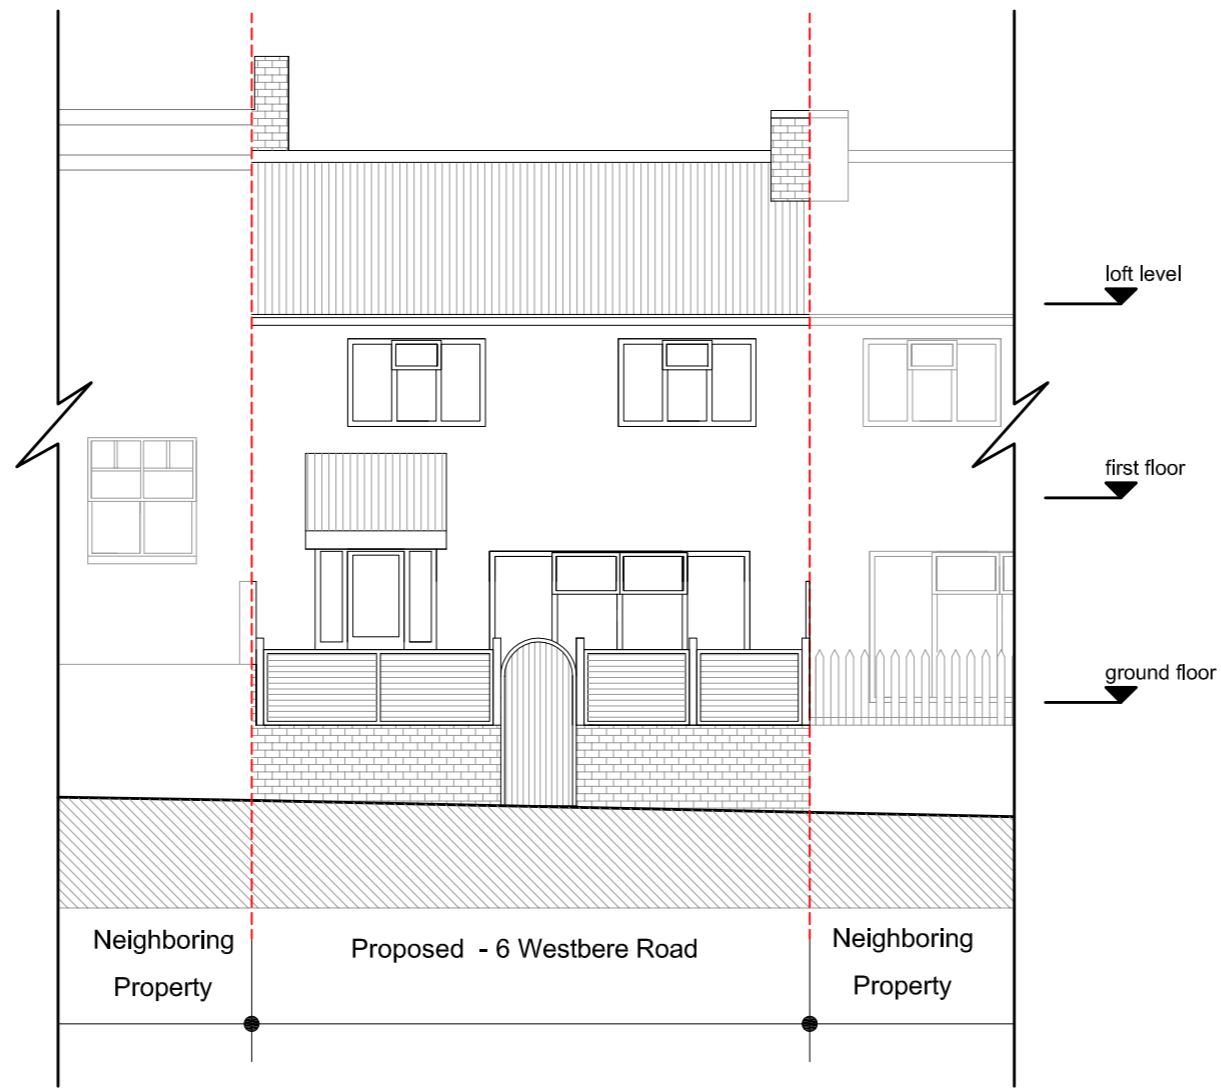 loft level
first floor
ground floor
Neighboring
Property
Proposed - 6 Westbere Road
Neighboring
Property